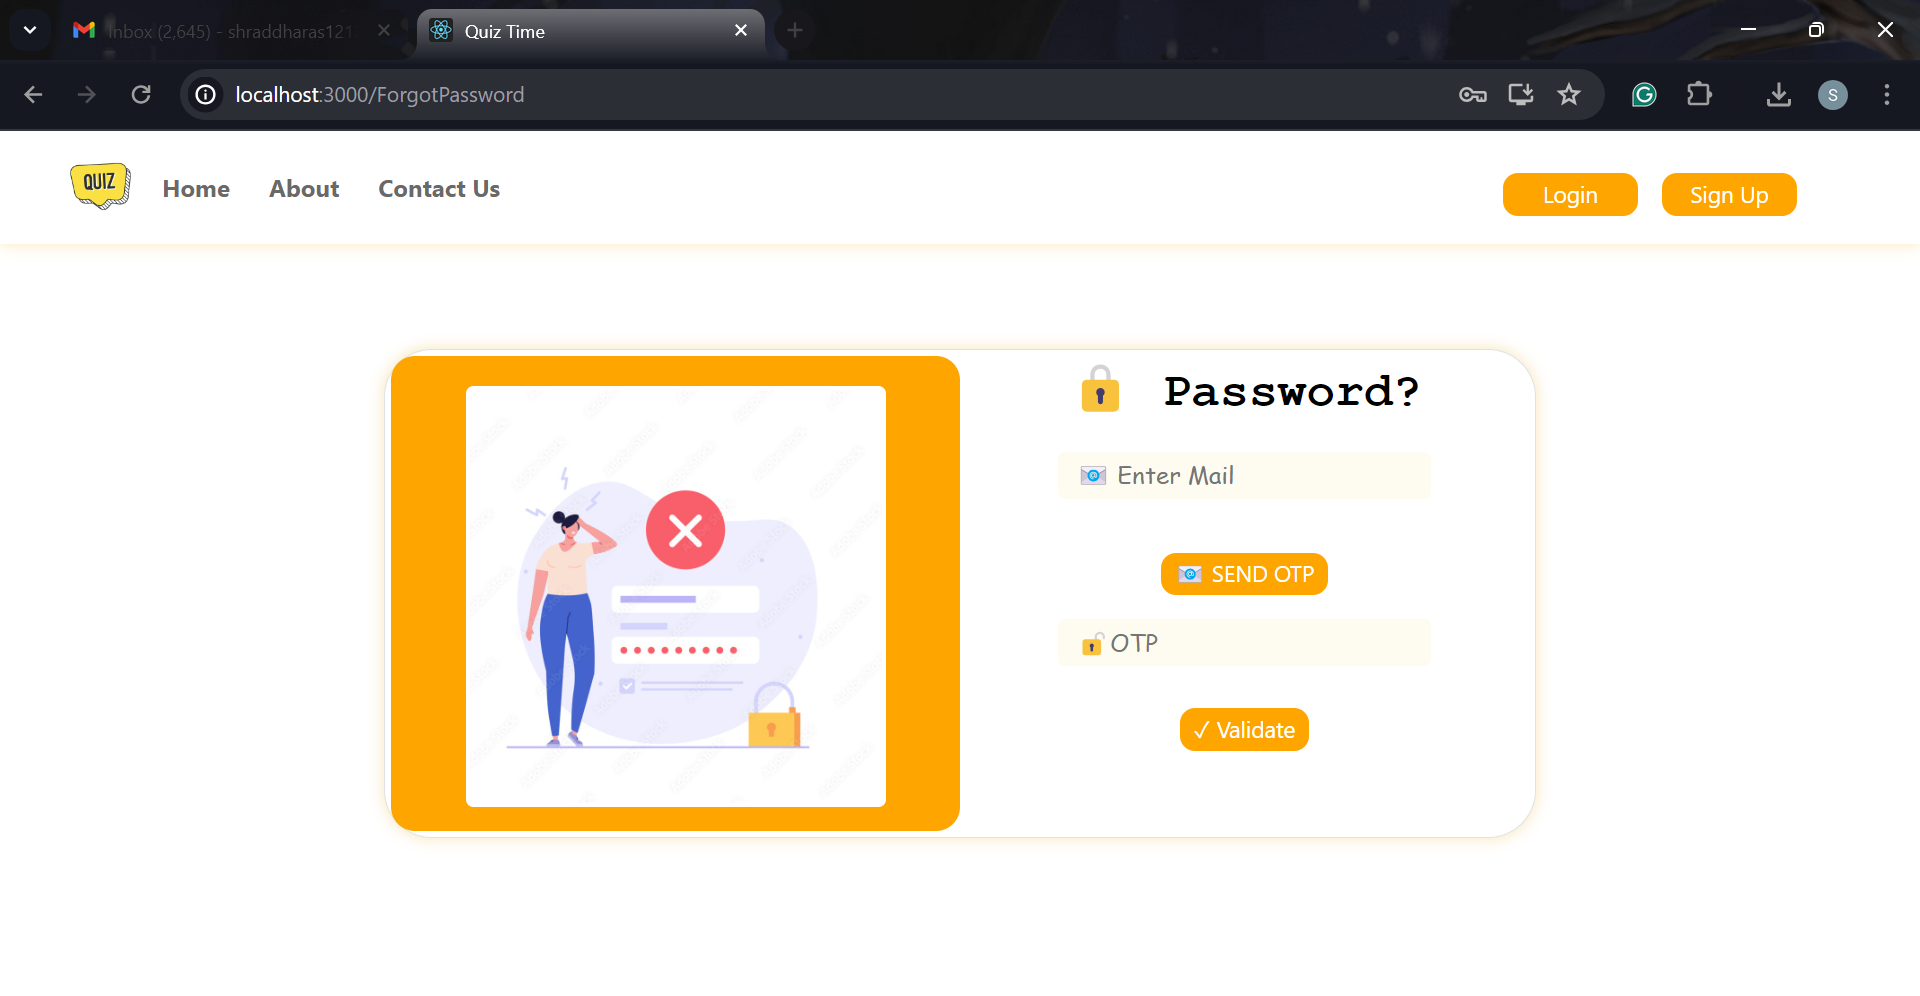 Inbox (2,645) - shraddharas121
Quiz Time
localhost:3000/ForgotPassword
S
QUIZ
Home
About
Contact Us
Login
Sign Up
Password?
Enter Mail
SEND OTP
OTP
✓ Validate